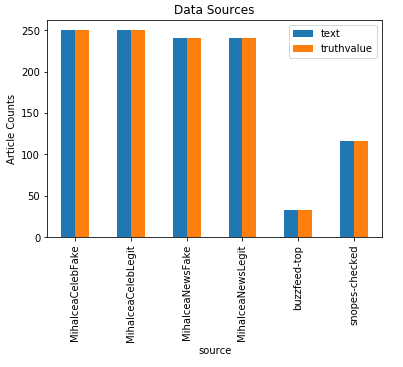 Data Sources
text
truthvalue
250
200
150
100
50
0
Article Counts
MihalceaCelebFake
MihalceaCelebLegit
MihalceaNewsFake
MihalceaNewsLegit
buzzfeed-top
snopes-checked
source